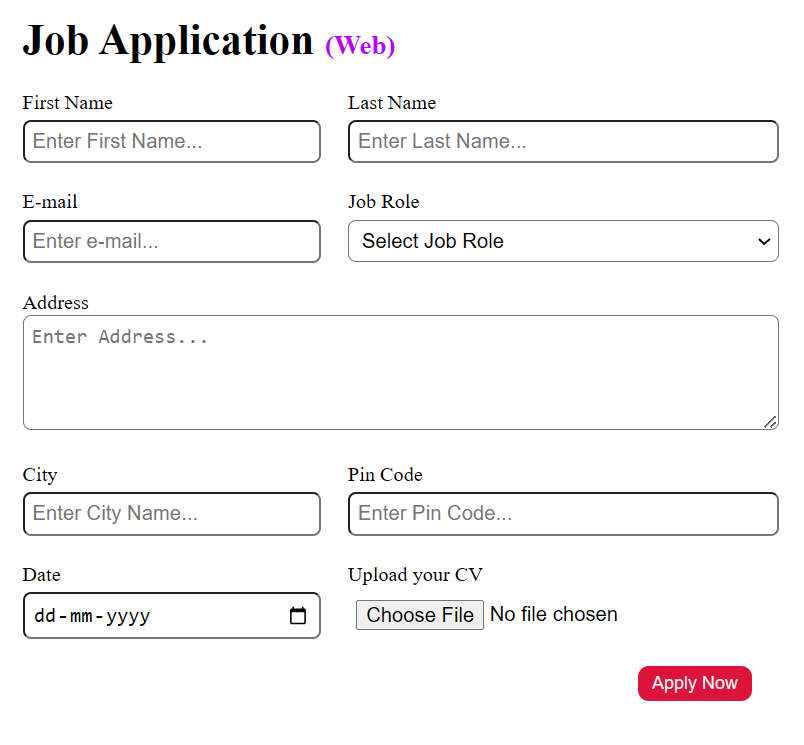 Job Application (Web)
First Name Last Name
Enter First Name... Enter Last Name...
E-mail Job Role
Enter e-mail... Select Job Role
Address
Enter Address...
City Pin Code
Enter City Name... Enter Pin Code...
Date Upload your CV
dd-mm-yyyy Choose File No file chosen
Apply Now